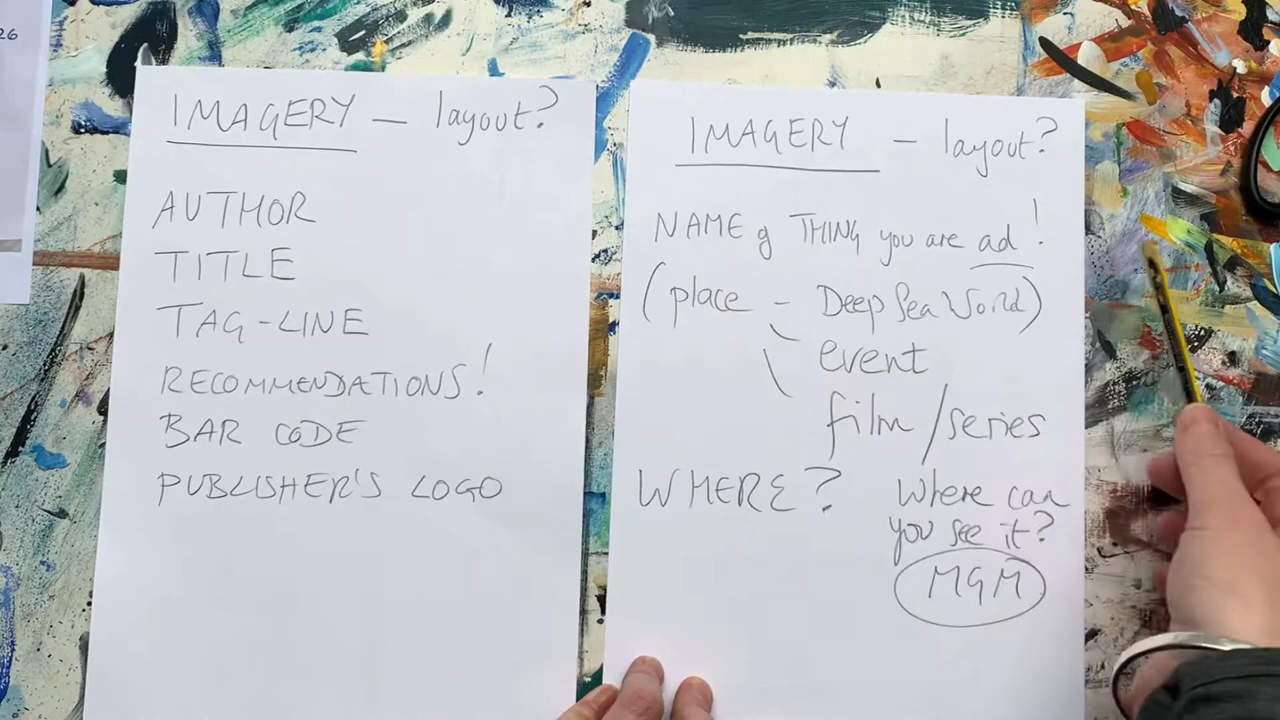 26
IMAGERY – layout?
AUTHOR
TITLE
TAG-LINE
RECOMMENDATIONS!
BAR CODE
PUBLISHER'S LOGO
IMAGERY – layout?
NAME of THING you are ad!
(place – Deep Sea World)
event
film/series
WHERE? Where can
you see it?
MGM